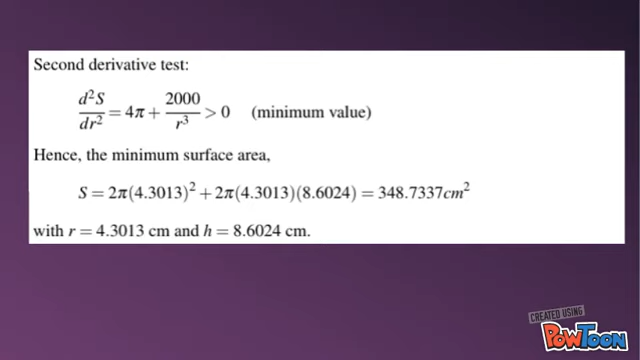 Second derivative test:
d²S/dr² = 4π + 2000/r³ > 0 (minimum value)
Hence, the minimum surface area,
S = 2π(4.3013)² + 2π(4.3013)(8.6024) = 348.7337cm²
with r = 4.3013 cm and h = 8.6024 cm.
CREATED USING
POWTOON